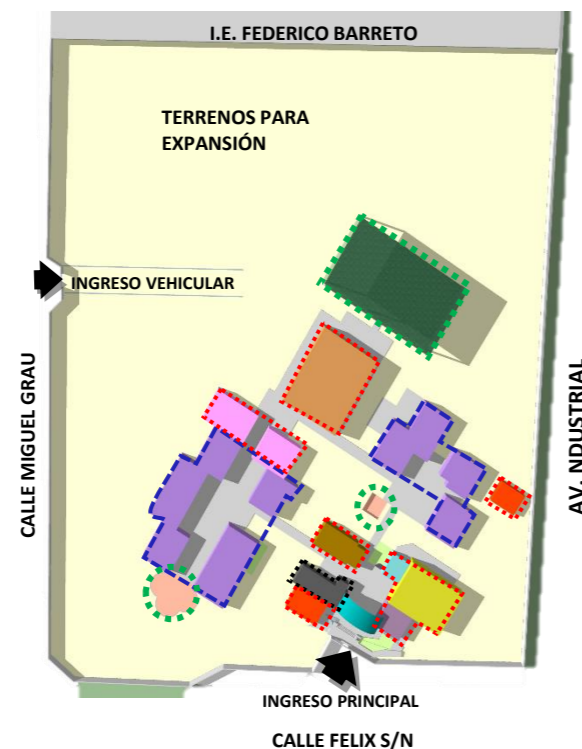 I.E. FEDERICO BARRETO
TERRENOS PARA
EXPANSIÓN
INGRESO VEHICULAR
CALLE MIGUEL GRAU
AV. NDUSTRIAL
INGRESO PRINCIPAL
CALLE FELIX S/N